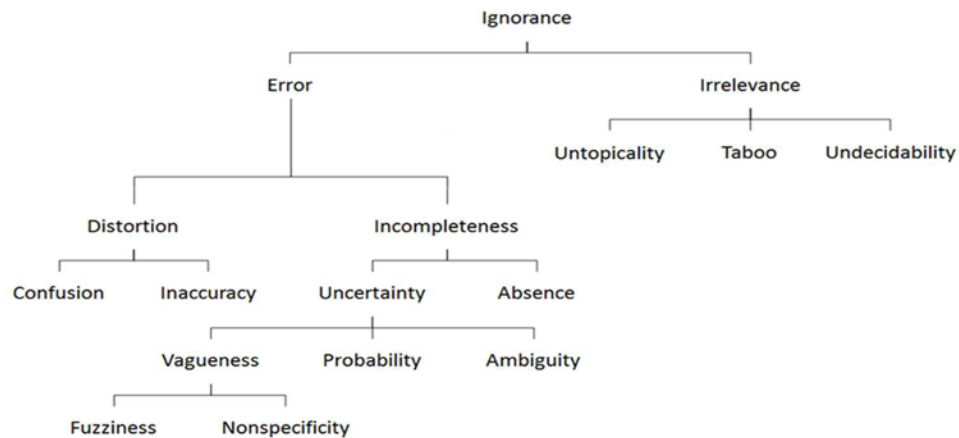 Ignorance
Error Irrelevance
Untopicality Taboo Undecidability
Distortion Incompleteness
Confusion Inaccuracy Uncertainty Absence
Vagueness Probability Ambiguity
Fuzziness Nonspecificity